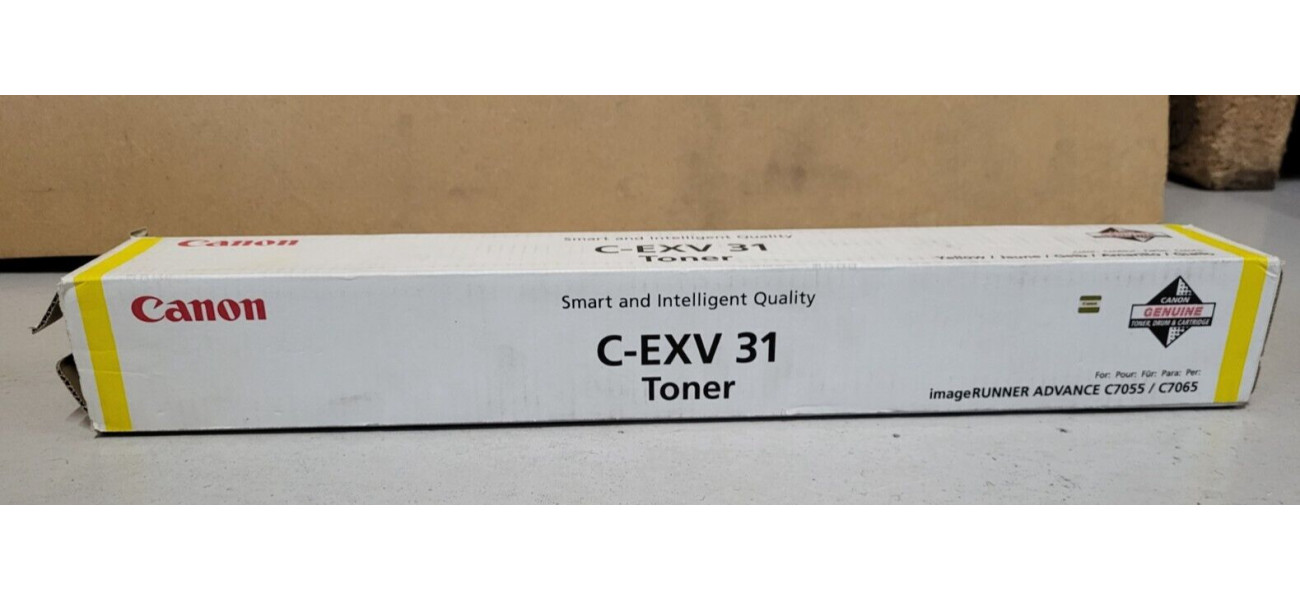 Canon
Smart and Intelligent Quality
C-EXV 31
Toner
Yellow / Jaune / Gelb / Amarillo / Giallo
Canon
Smart and Intelligent Quality
C-EXV 31
Toner
CANON
GENUINE
TONER, DRUM & CARTRIDGE
For: Pour: Für: Para: Per:
imageRUNNER ADVANCE C7055 / C7065